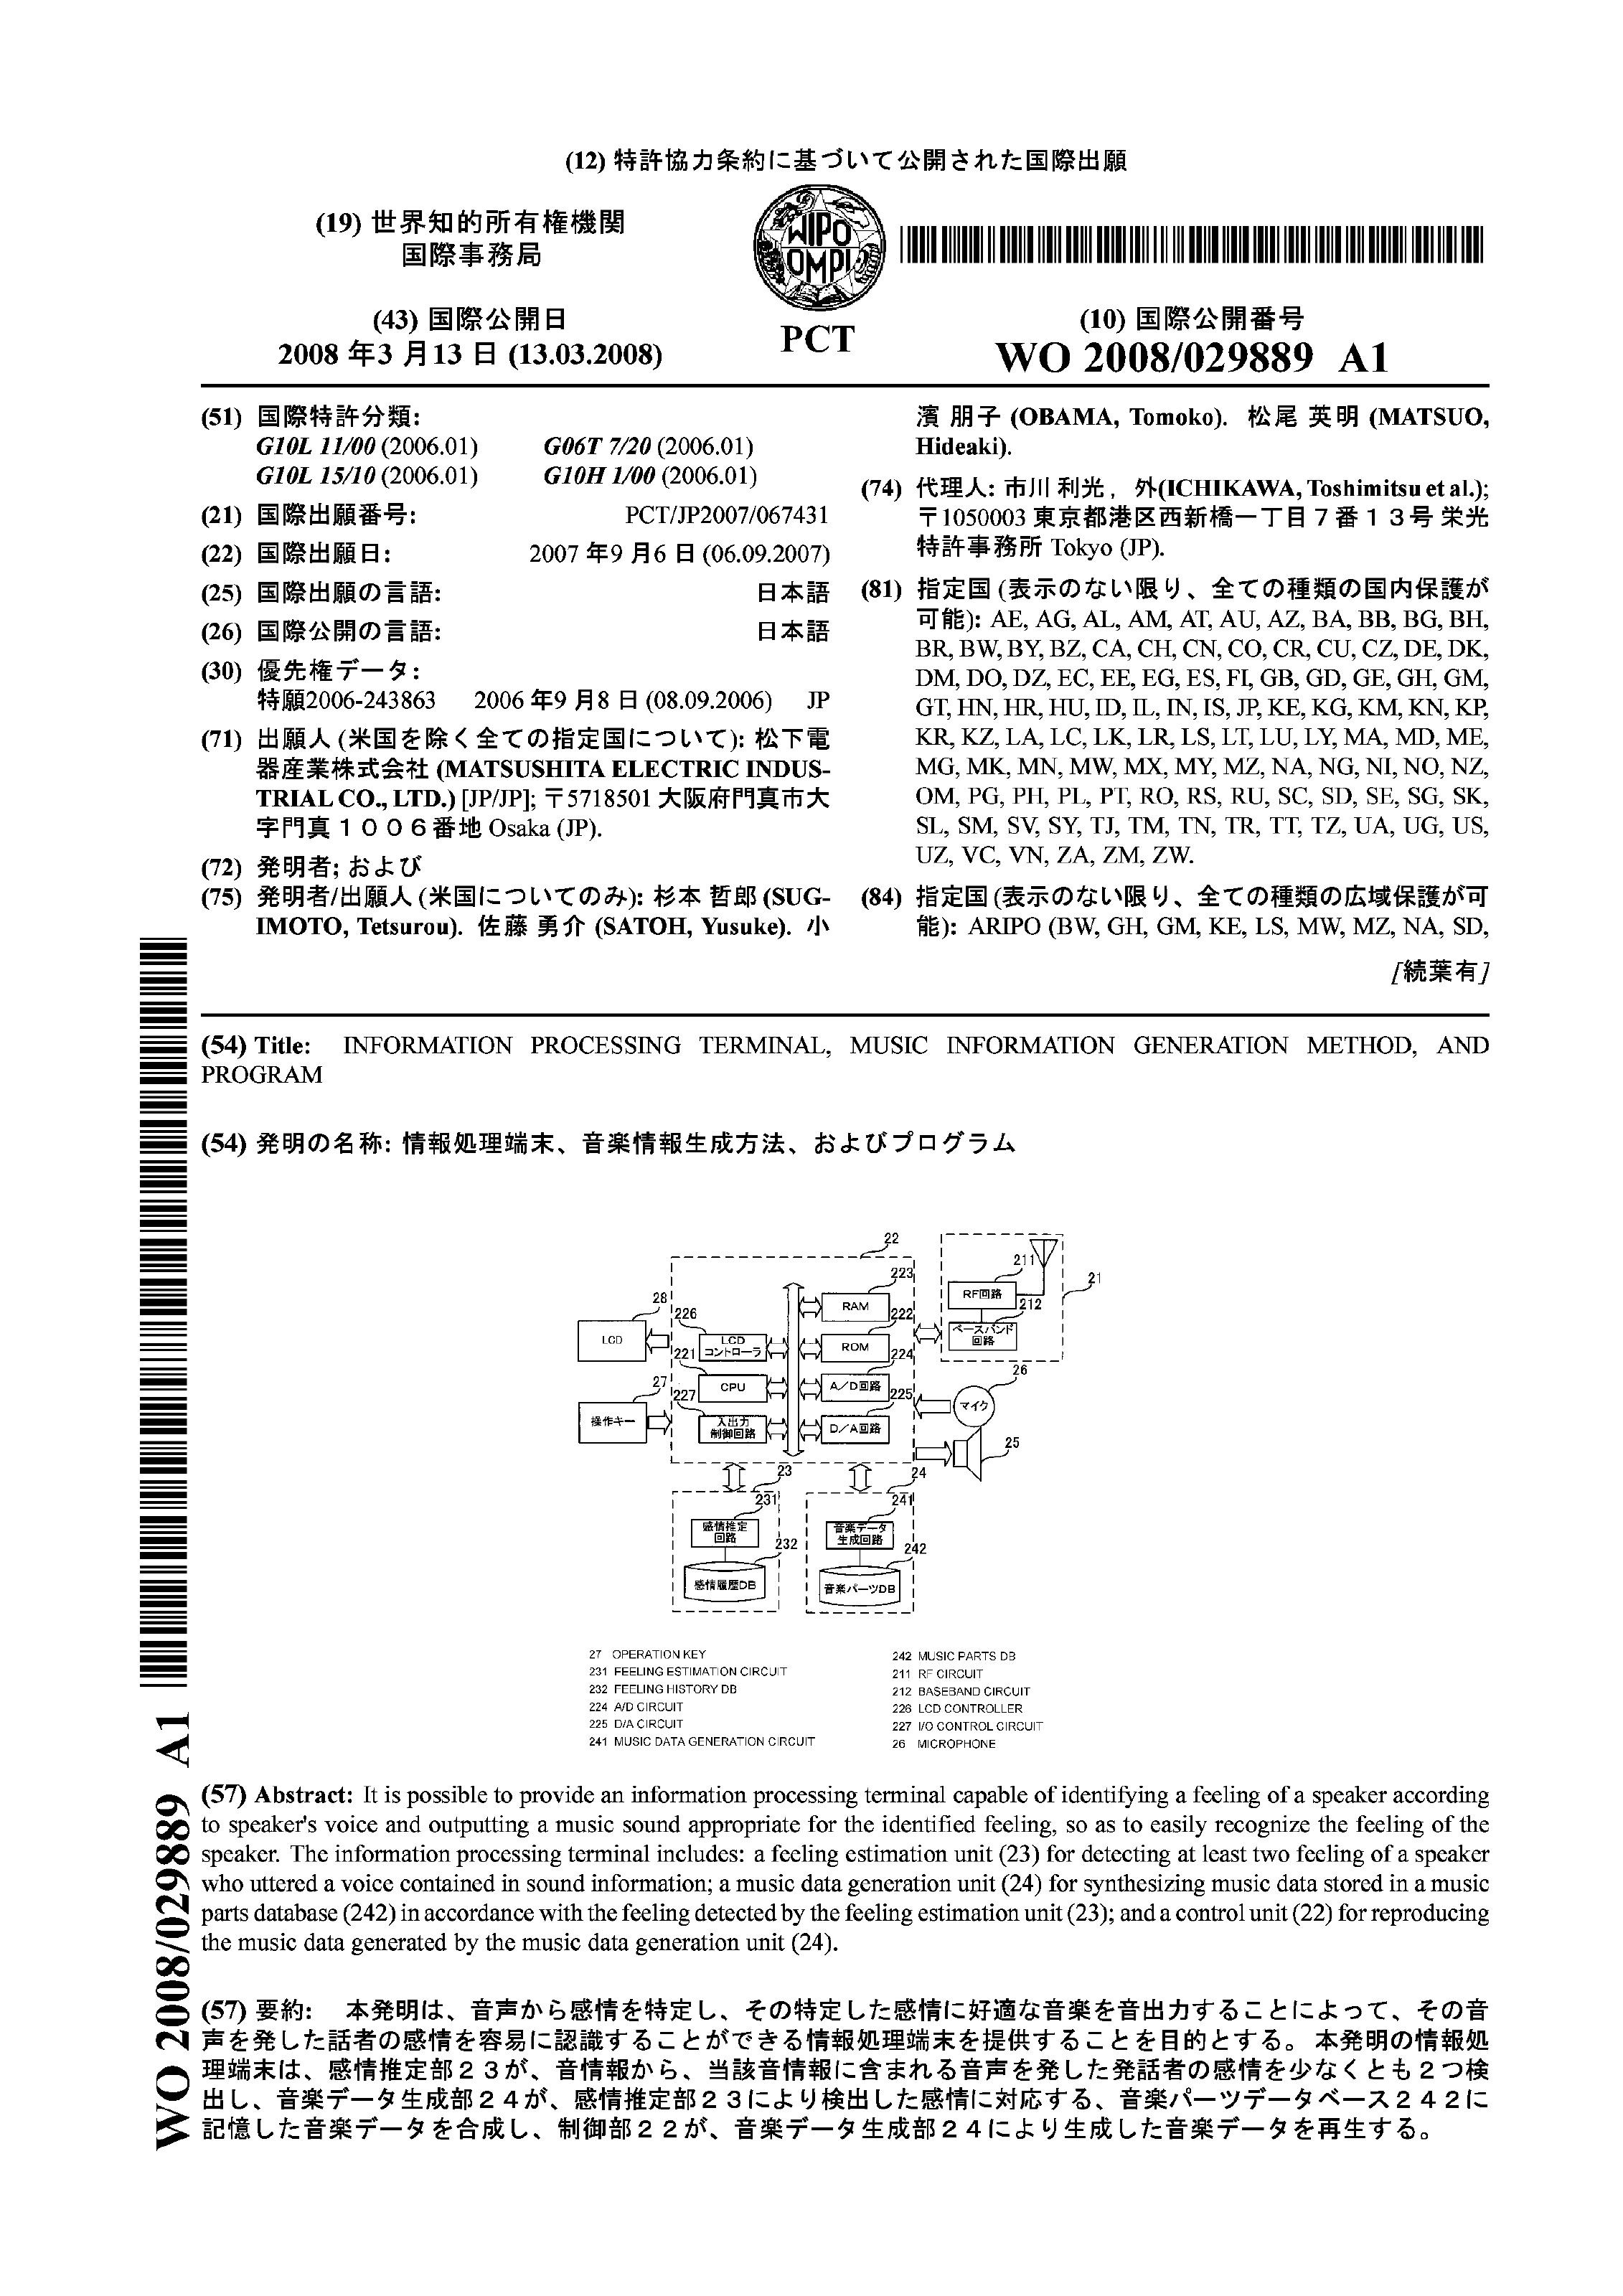 (12) 特許協力条約に基づいて公開された国際出願
(19) 世界知的所有権機関
国際事務局
WIPO
OMPI
(43) 国際公開日
2008 年3 月13 日 (13.03.2008)
PCT
(10) 国際公開番号
WO 2008/029889 A1
(51) 国際特許分類:
G10L 11/00 (2006.01) G06T 7/20 (2006.01)
G10L 15/10 (2006.01) G10H 1/00 (2006.01)
(21) 国際出願番号: PCT/JP2007/067431
(22) 国際出願日: 2007 年9 月6 日 (06.09.2007)
(25) 国際出願の言語: 日本語
(26) 国際公開の言語: 日本語
(30) 優先権データ:
特願2006-243863 2006 年9 月8 日 (08.09.2006) JP
(71) 出願人 (米国を除く全ての指定国について): 松下電
器産業株式会社 (MATSUSHITA ELECTRIC INDUS-
TRIAL CO., LTD.) [JP/JP]; 〒5718501 大阪府門真市大
字門真１００６番地 Osaka (JP).
(72) 発明者; および
(75) 発明者/出願人 (米国についてのみ): 杉本 哲郎 (SUG-
IMOTO, Tetsurou). 佐藤 勇介 (SATOH, Yusuke). 小
濱 朋子 (OBAMA, Tomoko). 松尾 英明 (MATSUO,
Hideaki).
(74) 代理人: 市川 利光, 外(ICHIKAWA, Toshimitsu et al.);
〒1050003 東京都港区西新橋一丁目７番１３号 栄光
特許事務所 Tokyo (JP).
(81) 指定国 (表示のない限り、全ての種類の国内保護が
可能): AE, AG, AL, AM, AT, AU, AZ, BA, BB, BG, BH,
BR, BW, BY, BZ, CA, CH, CN, CO, CR, CU, CZ, DE, DK,
DM, DO, DZ, EC, EE, EG, ES, FI, GB, GD, GE, GH, GM,
GT, HN, HR, HU, ID, IL, IN, IS, JP, KE, KG, KM, KN, KP,
KR, KZ, LA, LC, LK, LR, LS, LT, LU, LY, MA, MD, ME,
MG, MK, MN, MW, MX, MY, MZ, NA, NG, NI, NO, NZ,
OM, PG, PH, PL, PT, RO, RS, RU, SC, SD, SE, SG, SK,
SL, SM, SV, SY, TJ, TM, TN, TR, TT, TZ, UA, UG, US,
UZ, VC, VN, ZA, ZM, ZW.
(84) 指定国 (表示のない限り、全ての種類の広域保護が可
能): ARIPO (BW, GH, GM, KE, LS, MW, MZ, NA, SD,
[続葉有]
(54) Title: INFORMATION PROCESSING TERMINAL, MUSIC INFORMATION GENERATION METHOD, AND
PROGRAM
(54) 発明の名称: 情報処理端末、音楽情報生成方法、およびプログラム
22
211
21
223
RF回路
28
226
RAM
212
222
LCD
LCD
コントローラ
ROM
ベースバンド
回路
221
224
26
27
CPU
A/D回路
227
225
マイク
操作キー
入出力
制御回路
D/A回路
25
23
24
231
241
感情推定
回路
音楽データ
生成回路
232
242
感情履歴DB
音楽パーツDB
27 OPERATION KEY
231 FEELING ESTIMATION CIRCUIT
232 FEELING HISTORY DB
224 A/D CIRCUIT
225 D/A CIRCUIT
241 MUSIC DATA GENERATION CIRCUIT
242 MUSIC PARTS DB
211 RF CIRCUIT
212 BASEBAND CIRCUIT
226 LCD CONTROLLER
227 I/O CONTROL CIRCUIT
26 MICROPHONE
(57) Abstract: It is possible to provide an information processing terminal capable of identifying a feeling of a speaker according
to speaker's voice and outputting a music sound appropriate for the identified feeling, so as to easily recognize the feeling of the
speaker. The information processing terminal includes: a feeling estimation unit (23) for detecting at least two feeling of a speaker
who uttered a voice contained in sound information; a music data generation unit (24) for synthesizing music data stored in a music
parts database (242) in accordance with the feeling detected by the feeling estimation unit (23); and a control unit (22) for reproducing
the music data generated by the music data generation unit (24).
(57) 要約: 本発明は、音声から感情を特定し、その特定した感情に好適な音楽を音出力することによって、その音
声を発した話者の感情を容易に認識することができる情報処理端末を提供することを目的とする。本発明の情報処
理端末は、感情推定部２３が、音情報から、当該音情報に含まれる音声を発した発話者の感情を少なくとも２つ検
出し、音楽データ生成部２４が、感情推定部２３により検出した感情に対応する、音楽パーツデータベース２４２に
記憶した音楽データを合成し、制御部２２が、音楽データ生成部２４により生成した音楽データを再生する。
WO 2008/029889 A1